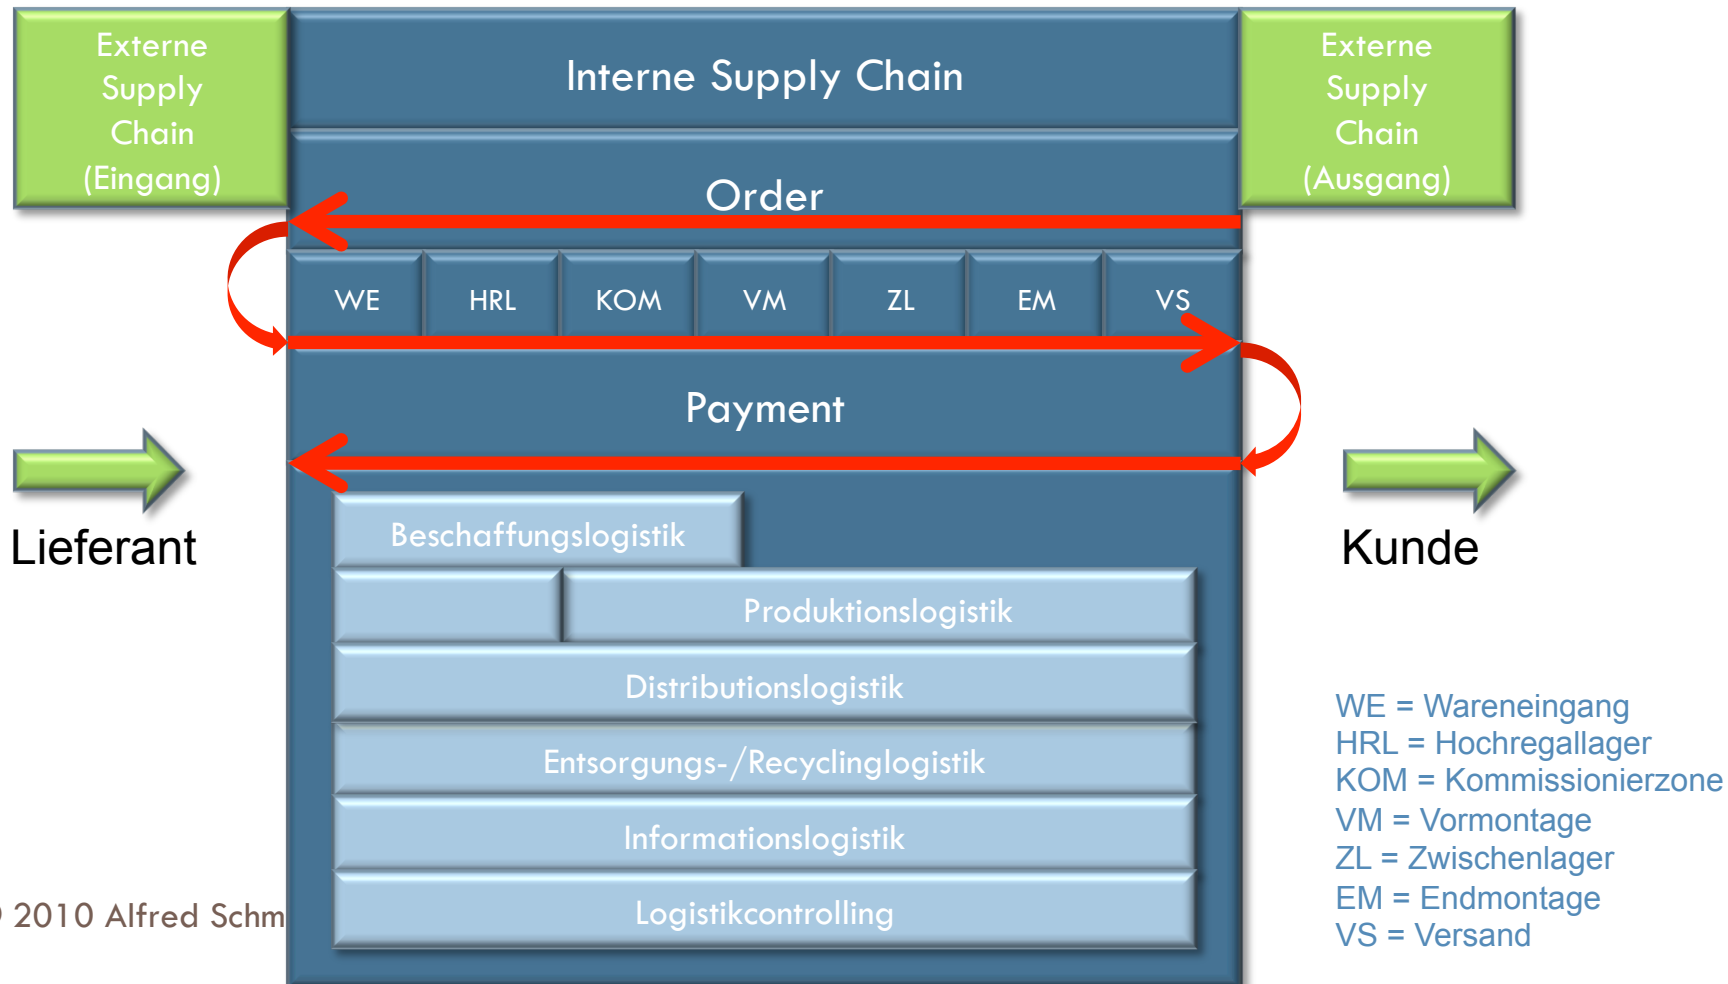 Externe
Supply
Chain
(Eingang)
Interne Supply Chain
Externe
Supply
Chain
(Ausgang)
Order
WE HRL KOM VM ZL EM VS
Payment
Lieferant
Kunde
Beschaffungslogistik
Produktionslogistik
Distributionslogistik
Entsorgungs-/Recyclinglogistik
Informationslogistik
Logistikcontrolling
WE = Wareneingang
HRL = Hochregallager
KOM = Kommissionierzone
VM = Vormontage
ZL = Zwischenlager
EM = Endmontage
VS = Versand
2010 Alfred Schm